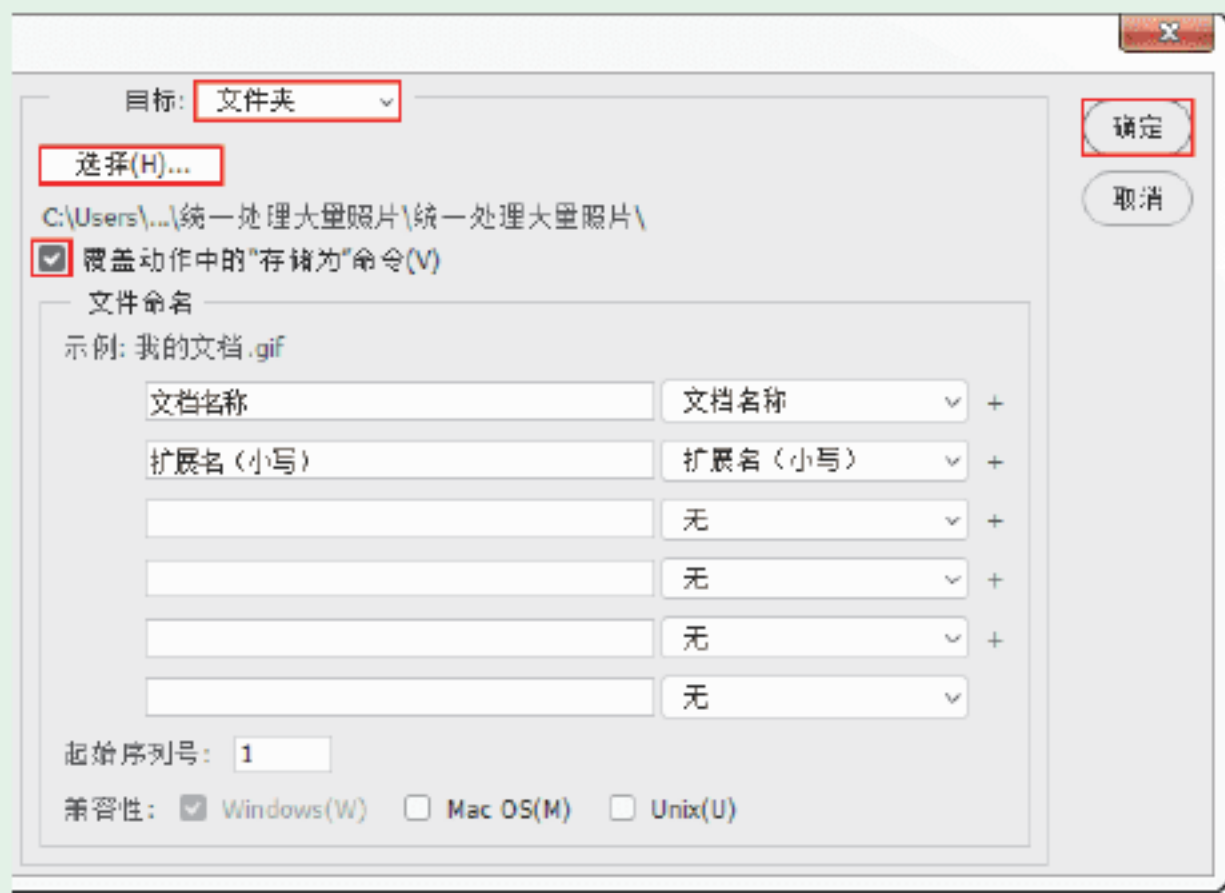 目标: 文件夹
确定
选择(H)...
取消
C:\Users\...\统一处理大量照片\统一处理大量照片\
覆盖动作中的"存储为"命令(V)
文件命名
示例: 我的文档.gif
文档名称 文档名称 +
扩展名（小写） 扩展名（小写） +
无 +
无 +
无 +
无
起始序列号: 1
兼容性: Windows(W) Mac OS(M) Unix(U)